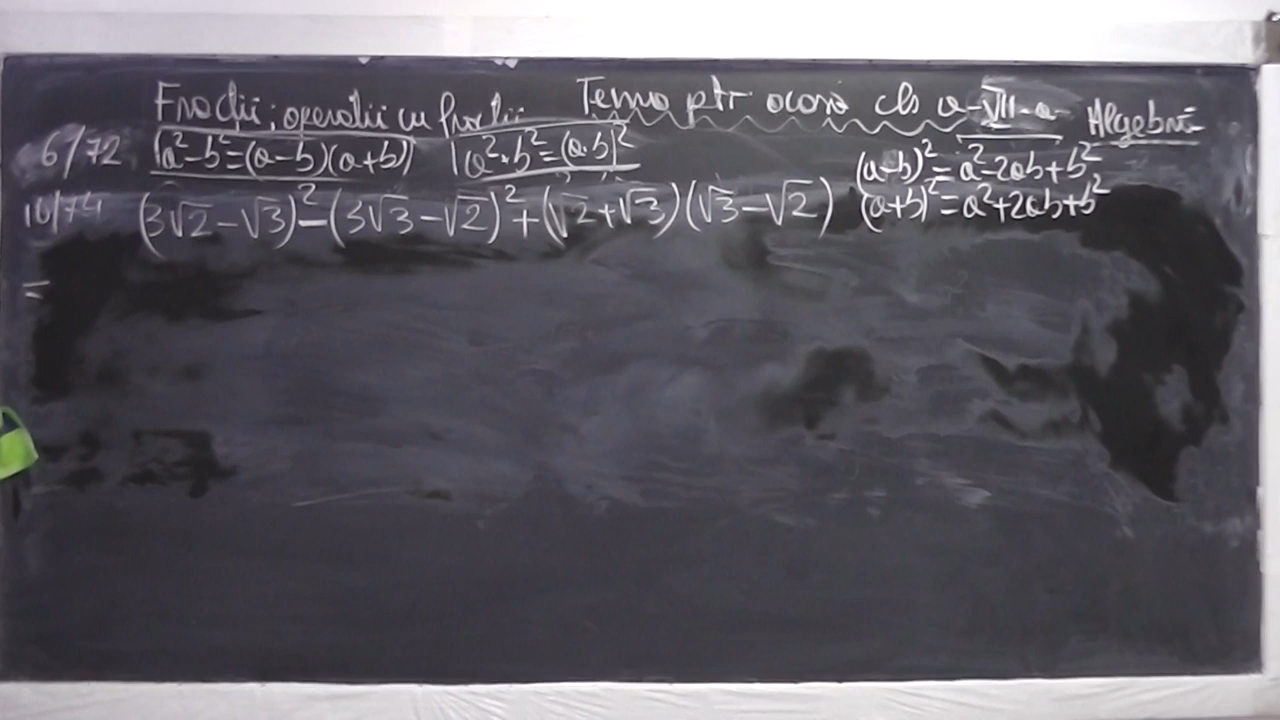 Fracții; operații cu fracții Tema ptr acasă cls a-VII-a Algebră
6/72 a²-b²=(a-b)(a+b) a²·b²=(a·b)² (a-b)²=a²-2ab+b²
10/74 (3√2-√3)²-(3√3-√2)²+(√2+√3)(√3-√2) (a+b)²=a²+2ab+b²
=